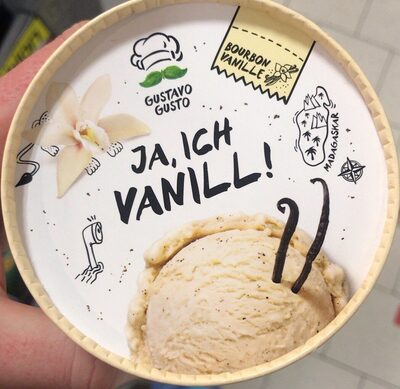 GUSTAVO
GUSTO
BOURBON
VANILLE
MADAGASKAR
JA, ICH
VANILL!